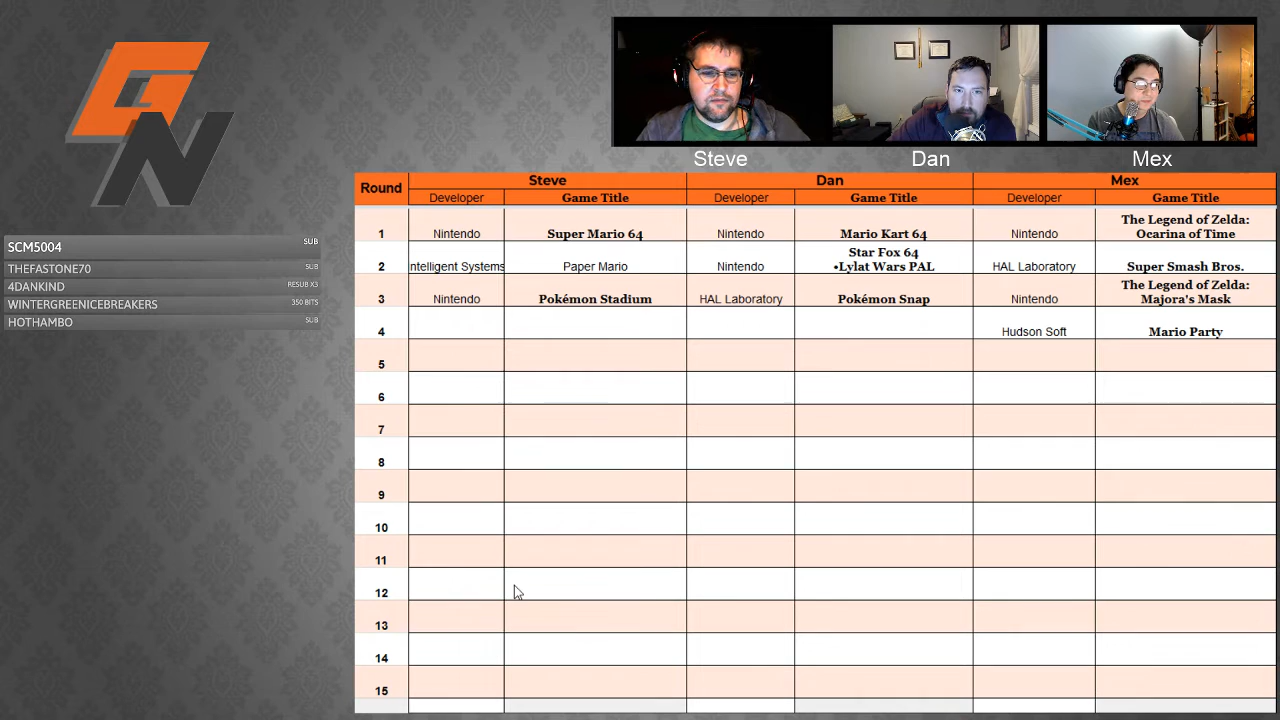 GN
Steve
Dan
Mex
SCM5004 SUB
THEFASTONE70 SUB
4DANKIND RESUB X3
WINTERGREENICEBREAKERS 350 BITS
HOTHAMBO SUB
Round Steve Dan Mex
Developer Game Title Developer Game Title Developer Game Title
1 Nintendo Super Mario 64 Nintendo Mario Kart 64 Nintendo The Legend of Zelda:
Ocarina of Time
2 ntelligent Systems Paper Mario Nintendo Star Fox 64
•Lylat Wars PAL HAL Laboratory Super Smash Bros.
3 Nintendo Pokémon Stadium HAL Laboratory Pokémon Snap Nintendo The Legend of Zelda:
Majora's Mask
4 Hudson Soft Mario Party
5
6
7
8
9
10
11
12
13
14
15